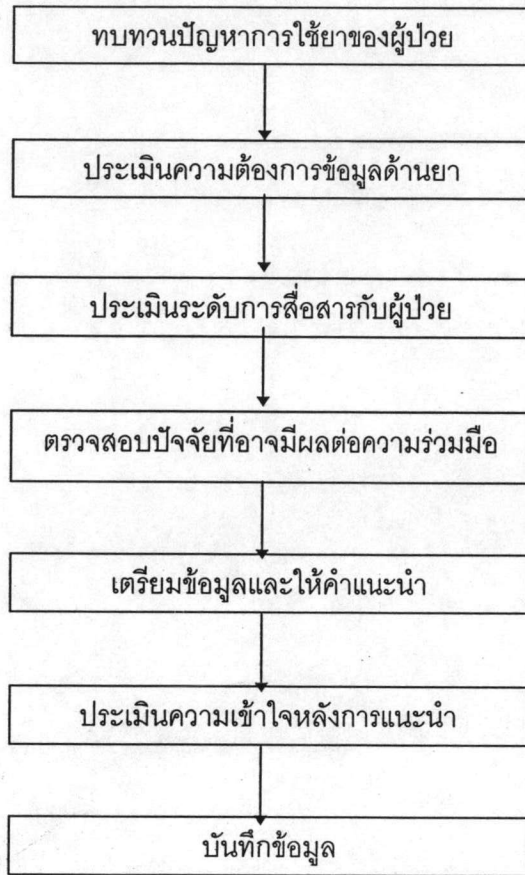 ทบทวนปัญหาการใช้ยาของผู้ป่วย
ประเมินความต้องการข้อมูลด้านยา
ประเมินระดับการสื่อสารกับผู้ป่วย
ตรวจสอบปัจจัยที่อาจมีผลต่อความร่วมมือ
เตรียมข้อมูลและให้คำแนะนำ
ประเมินความเข้าใจหลังการแนะนำ
บันทึกข้อมูล